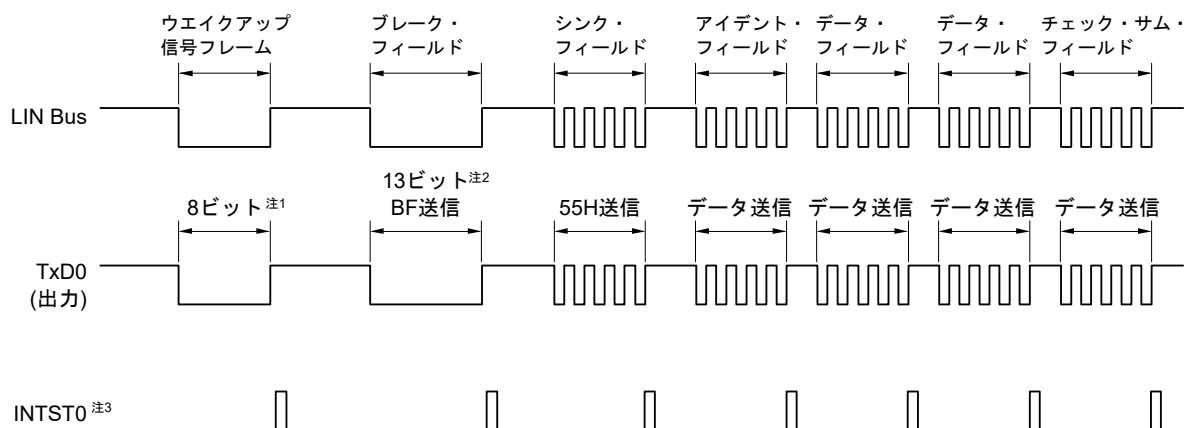 ウエイクアップ
信号フレーム
ブレーク・
フィールド
シンク・
フィールド
アイデント・
フィールド
データ・
フィールド
データ・
フィールド
チェック・サム・
フィールド
LIN Bus
8ビット注1
13ビット注2
BF送信
55H送信
データ送信
データ送信
データ送信
データ送信
TxD0
(出力)
INTST0注3